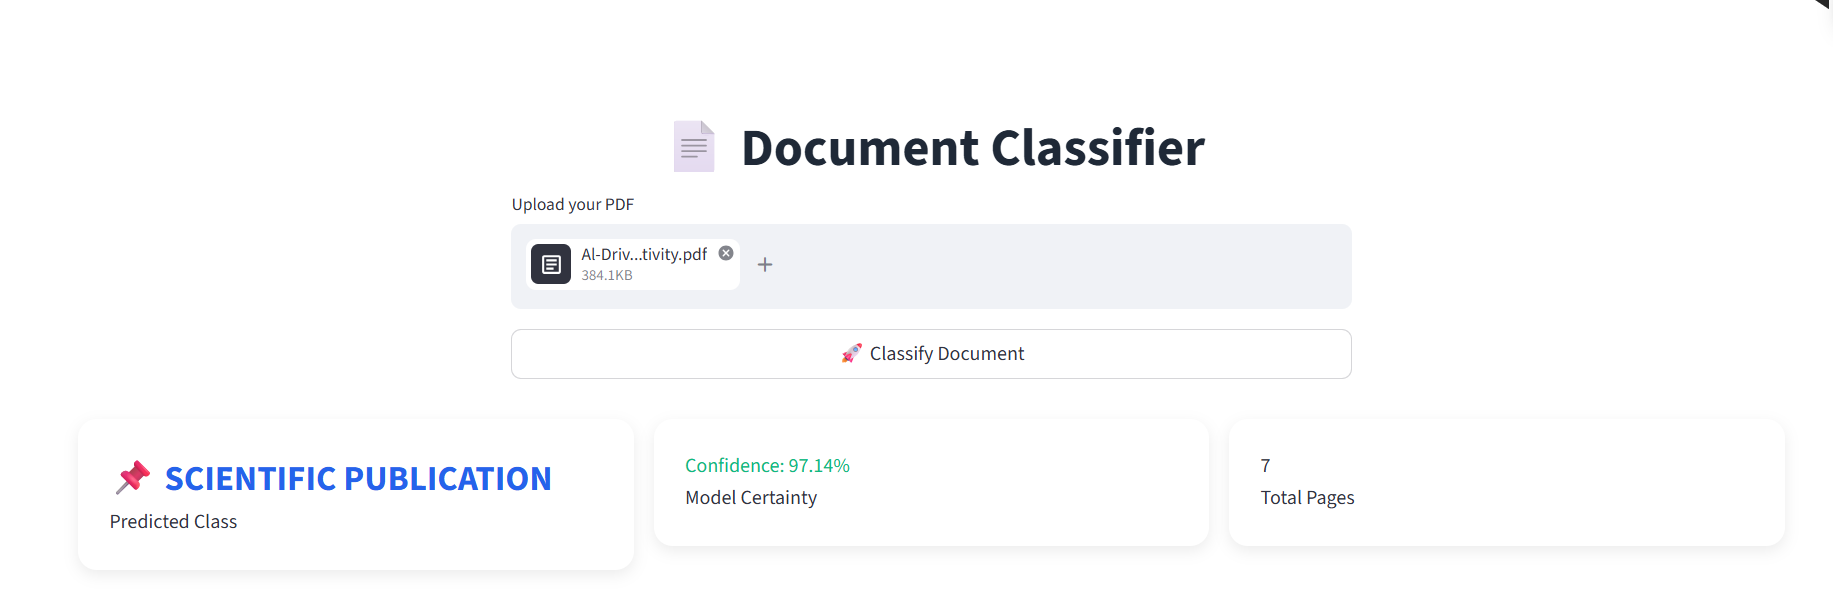 Document Classifier
Upload your PDF
Al-Driv...tivity.pdf
384.1KB
Classify Document
SCIENTIFIC PUBLICATION
Predicted Class
Confidence: 97.14%
Model Certainty
7
Total Pages